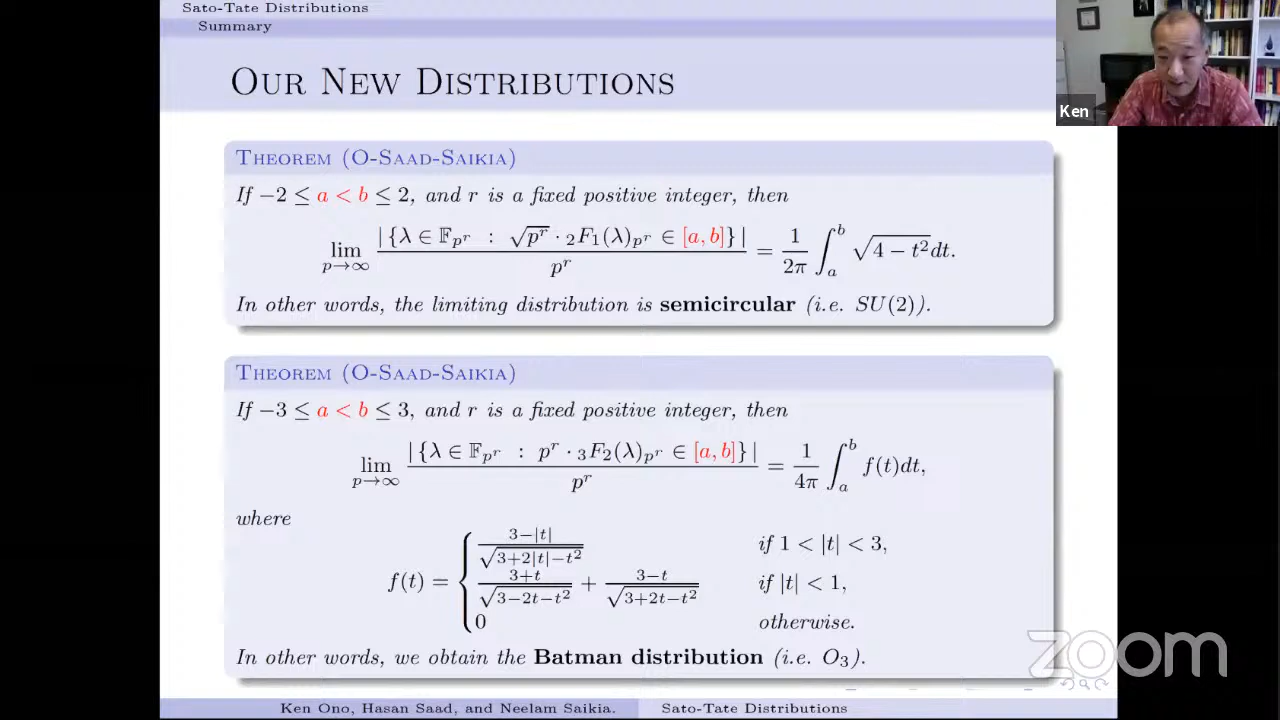 Sato-Tate Distributions
Summary
Our New Distributions
Ken
Theorem (O-Saad-Saikia)
If −2 ≤ a < b ≤ 2, and r is a fixed positive integer, then
lim_{p→∞} |{λ ∈ 𝔽_{p^r} : √(p^r) · ₂F₁(λ)_{p^r} ∈ [a, b]}| / p^r = 1/(2π) ∫_a^b √(4 − t²) dt.
In other words, the limiting distribution is semicircular (i.e. SU(2)).
Theorem (O-Saad-Saikia)
If −3 ≤ a < b ≤ 3, and r is a fixed positive integer, then
lim_{p→∞} |{λ ∈ 𝔽_{p^r} : p^r · ₃F₂(λ)_{p^r} ∈ [a, b]}| / p^r = 1/(4π) ∫_a^b f(t)dt,
where
f(t) = { (3−|t|)/√(3+2|t|−t²) if 1 < |t| < 3,
(3+t)/√(3−2t−t²) + (3−t)/√(3+2t−t²) if |t| < 1,
0 otherwise.
In other words, we obtain the Batman distribution (i.e. O₃).
zoom
Ken Ono, Hasan Saad, and Neelam Saikia. Sato-Tate Distributions